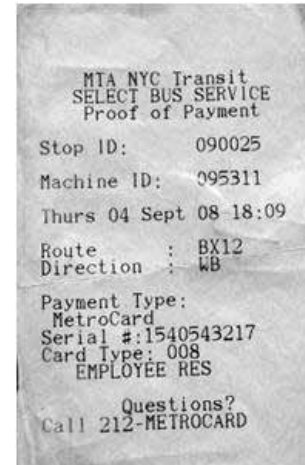 MTA NYC Transit
SELECT BUS SERVICE
Proof of Payment
Stop ID: 090025
Machine ID: 095311
Thurs 04 Sept 08 18:09
Route : BX12
Direction : WB
Payment Type:
MetroCard
Serial #:1540543217
Card Type: 008
EMPLOYEE RES
Questions?
Call 212-METROCARD